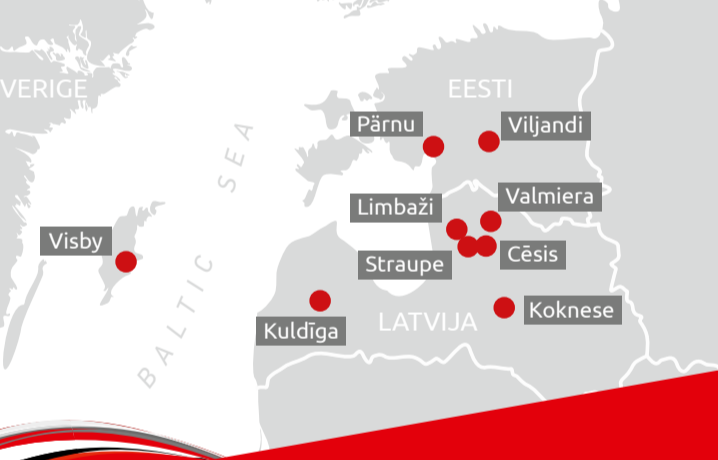 VERIGE
EESTI
Pärnu
Viljandi
BALTIC SEA
Valmiera
Limbaži
Visby
Cēsis
Straupe
Koknese
LATVIJA
Kuldīga